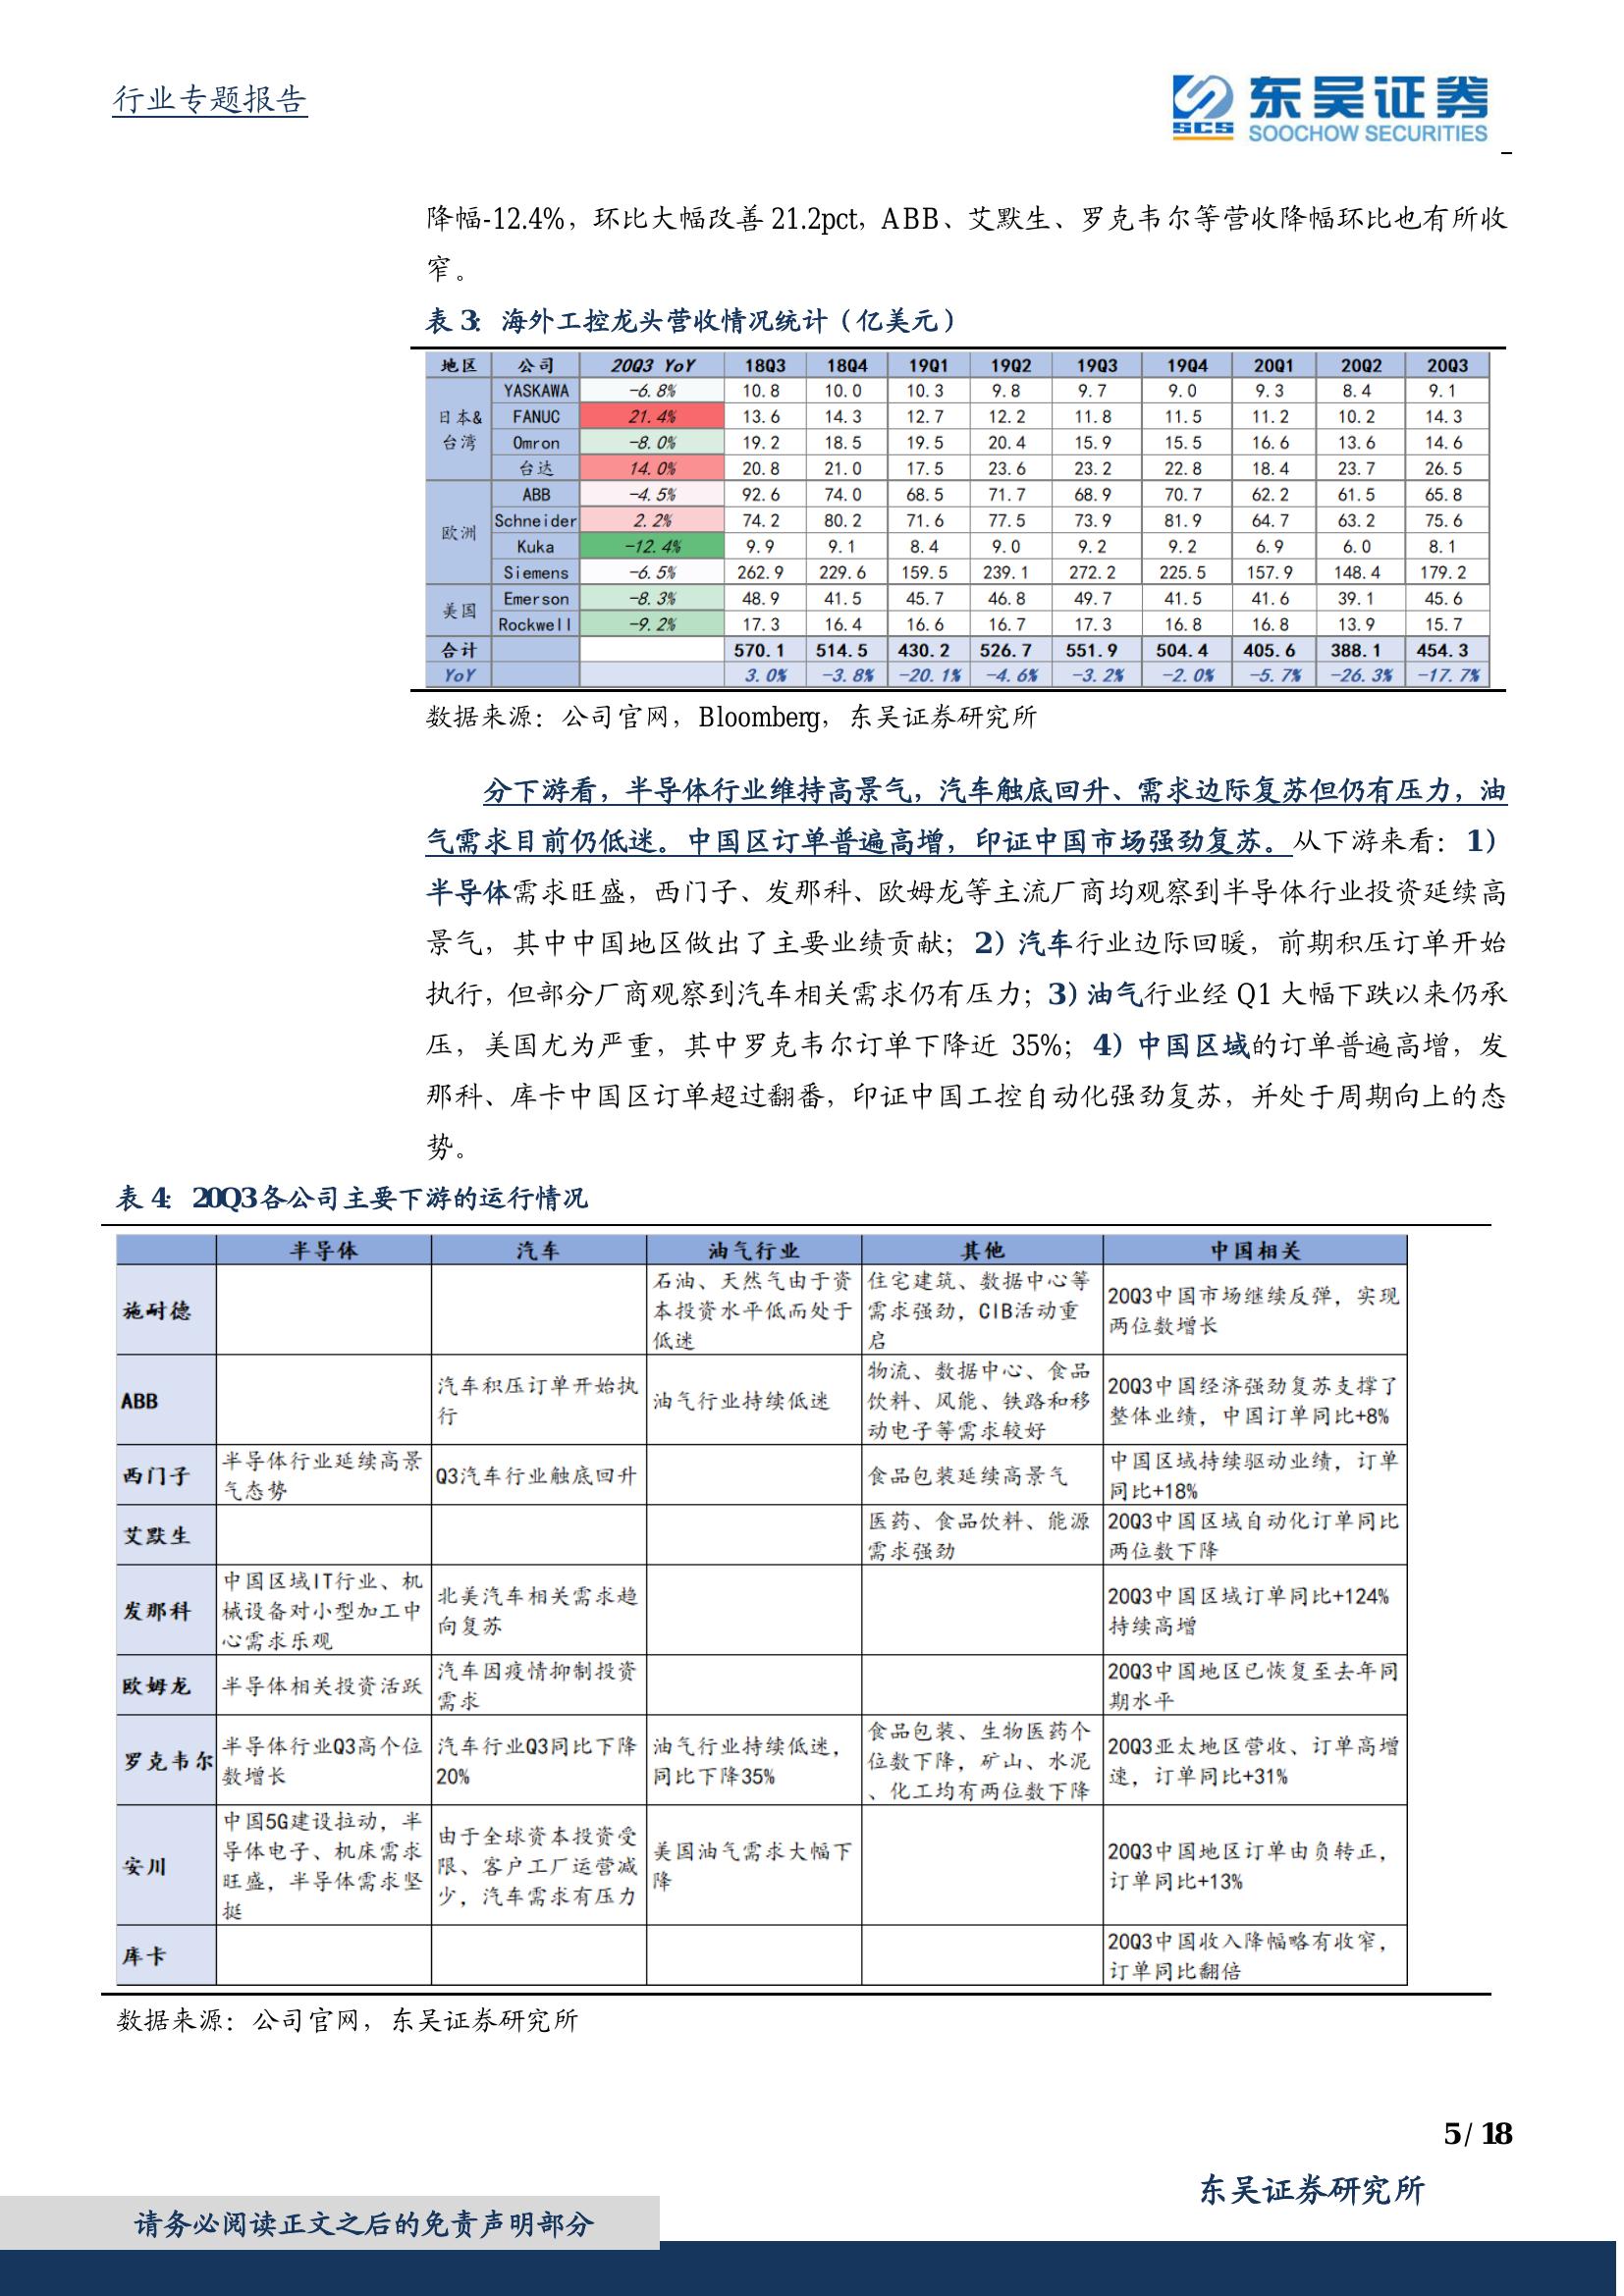 行业专题报告
东吴证券
SCS SOOCHOW SECURITIES
降幅-12.4%，环比大幅改善 21.2pct，ABB、艾默生、罗克韦尔等营收降幅环比也有所收
窄。
表 3：海外工控龙头营收情况统计（亿美元）
地区 公司 20Q3 YoY 18Q3 18Q4 19Q1 19Q2 19Q3 19Q4 20Q1 20Q2 20Q3
日本&台湾 YASKAWA -6.8% 10.8 10.0 10.3 9.8 9.7 9.0 9.3 8.4 9.1
FANUC 21.4% 13.6 14.3 12.7 12.2 11.8 11.5 11.2 10.2 14.3
Omron -8.0% 19.2 18.5 19.5 20.4 15.9 15.5 16.6 13.6 14.6
台达 14.0% 20.8 21.0 17.5 23.6 23.2 22.8 18.4 23.7 26.5
欧洲 ABB -4.5% 92.6 74.0 68.5 71.7 68.9 70.7 62.2 61.5 65.8
Schneider 2.2% 74.2 80.2 71.6 77.5 73.9 81.9 64.7 63.2 75.6
Kuka -12.4% 9.9 9.1 8.4 9.0 9.2 9.2 6.9 6.0 8.1
Siemens -6.5% 262.9 229.6 159.5 239.1 272.2 225.5 157.9 148.4 179.2
美国 Emerson -8.3% 48.9 41.5 45.7 46.8 49.7 41.5 41.6 39.1 45.6
Rockwell -9.2% 17.3 16.4 16.6 16.7 17.3 16.8 16.8 13.9 15.7
合计 570.1 514.5 430.2 526.7 551.9 504.4 405.6 388.1 454.3
YoY 3.0% -3.8% -20.1% -4.6% -3.2% -2.0% -5.7% -26.3% -17.7%
数据来源：公司官网，Bloomberg，东吴证券研究所
分下游看，半导体行业维持高景气，汽车触底回升、需求边际复苏但仍有压力，油
气需求目前仍低迷。中国区订单普遍高增，印证中国市场强劲复苏。从下游来看：1）
半导体需求旺盛，西门子、发那科、欧姆龙等主流厂商均观察到半导体行业投资延续高
景气，其中中国地区做出了主要业绩贡献；2）汽车行业边际回暖，前期积压订单开始
执行，但部分厂商观察到汽车相关需求仍有压力；3）油气行业经 Q1 大幅下跌以来仍承
压，美国尤为严重，其中罗克韦尔订单下降近 35%；4）中国区域的订单普遍高增，发
那科、库卡中国区订单超过翻番，印证中国工控自动化强劲复苏，并处于周期向上的态
势。
表 4：20Q3 各公司主要下游的运行情况
半导体 汽车 油气行业 其他 中国相关
施耐德
石油、天然气由于资
本投资水平低而处于
低迷
住宅建筑、数据中心等
需求强劲，CIB活动重
启
20Q3中国市场继续反弹，实现
两位数增长
ABB
汽车积压订单开始执
行
油气行业持续低迷
物流、数据中心、食品
饮料、风能、铁路和移
动电子等需求较好
20Q3中国经济强劲复苏支撑了
整体业绩，中国订单同比+8%
西门子
半导体行业延续高景
气态势
Q3汽车行业触底回升
食品包装延续高景气
中国区域持续驱动业绩，订单
同比+18%
艾默生
医药、食品饮料、能源
需求强劲
20Q3中国区域自动化订单同比
两位数下降
发那科
中国区域IT行业、机
械设备对小型加工中
心需求乐观
北美汽车相关需求趋
向复苏
20Q3中国区域订单同比+124%
持续高增
欧姆龙
半导体相关投资活跃
汽车因疫情抑制投资
需求
20Q3中国地区已恢复至去年同
期水平
罗克韦尔
半导体行业Q3高个位
数增长
汽车行业Q3同比下降
20%
油气行业持续低迷，
同比下降35%
食品包装、生物医药个
位数下降，矿山、水泥
、化工均有两位数下降
20Q3亚太地区营收、订单高增
速，订单同比+31%
安川
中国5G建设拉动，半
导体电子、机床需求
旺盛，半导体需求坚
挺
由于全球资本投资受
限、客户工厂运营减
少，汽车需求有压力
美国油气需求大幅下
降
20Q3中国地区订单由负转正，
订单同比+13%
库卡
20Q3中国收入降幅略有收窄，
订单同比翻倍
数据来源：公司官网，东吴证券研究所
5 / 18
东吴证券研究所
请务必阅读正文之后的免责声明部分